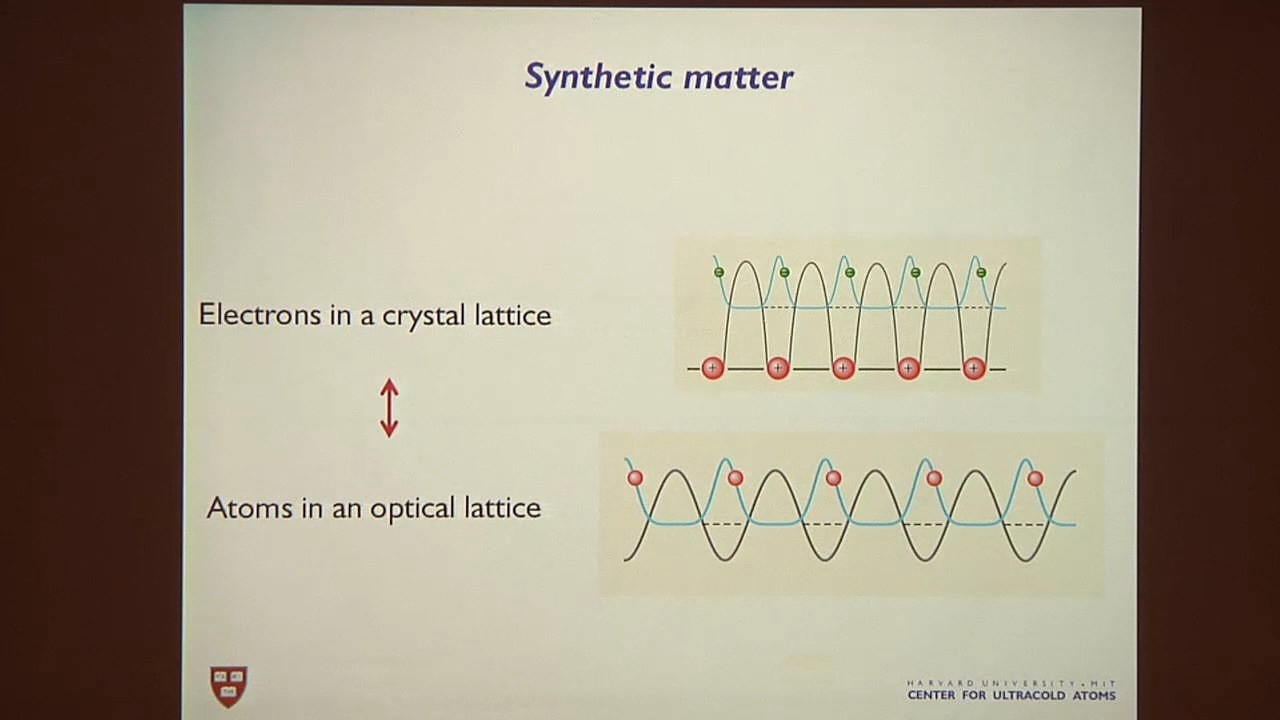 Synthetic matter
Electrons in a crystal lattice
Atoms in an optical lattice
HARVARD UNIVERSITY • MIT
CENTER FOR ULTRACOLD ATOMS